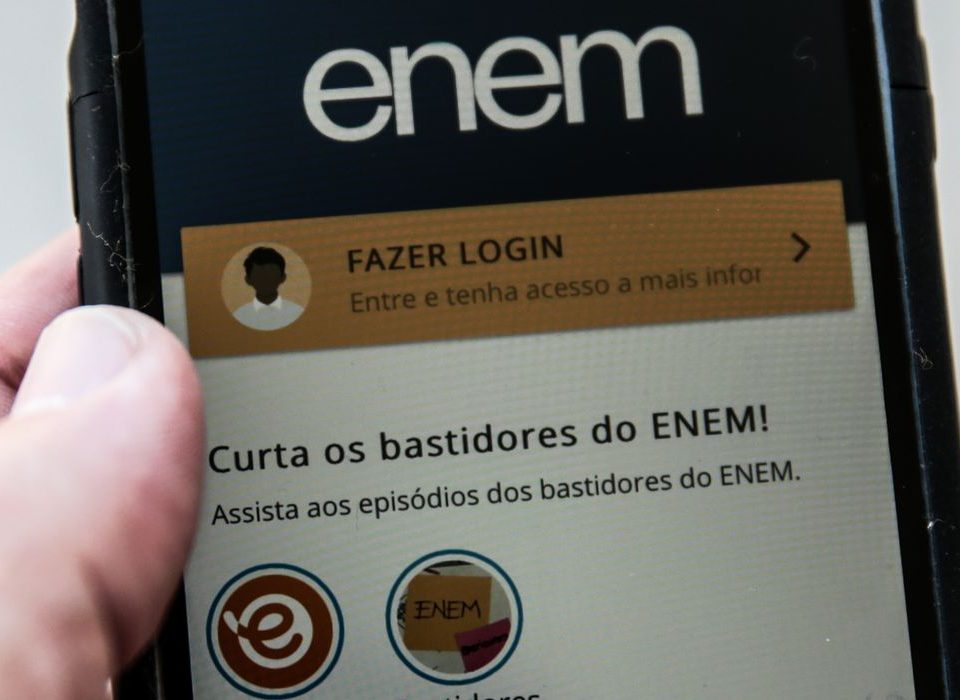 enem
FAZER LOGIN
Entre e tenha acesso a mais infor
Curta os bastidores do ENEM!
Assista aos episódios dos bastidores do ENEM.
e
ENEM